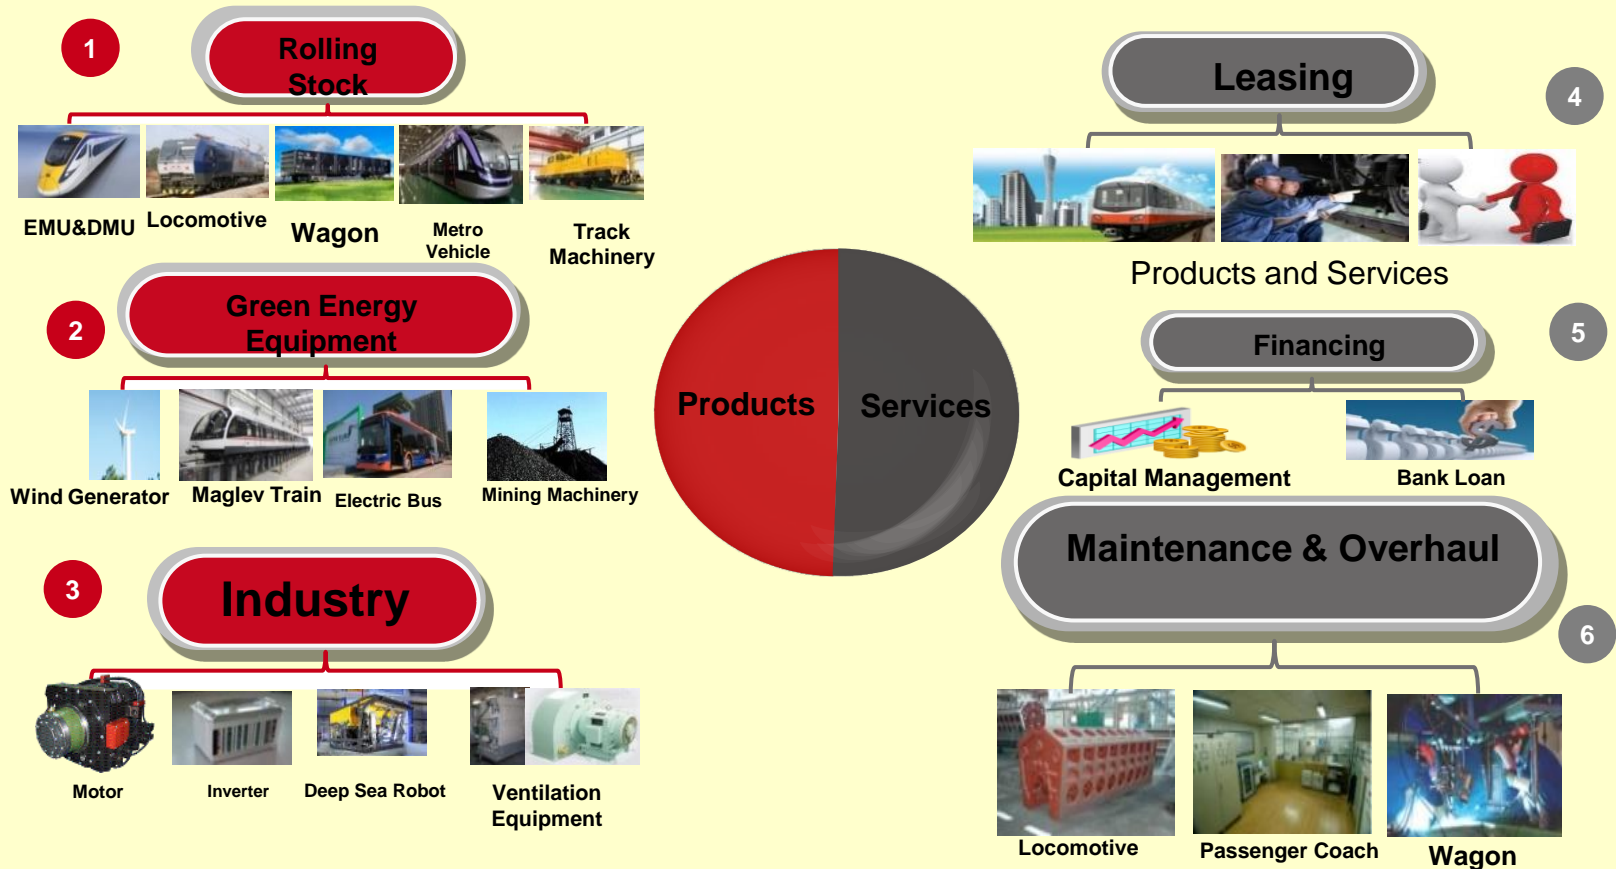 1
Rolling
Stock
EMU&DMU
Locomotive
Wagon
Metro
Vehicle
Track
Machinery
2
Green Energy
Equipment
Wind Generator
Maglev Train
Electric Bus
Mining Machinery
3
Industry
Motor
Inverter
Deep Sea Robot
Ventilation
Equipment
Products
Services
Leasing
4
Products and Services
Financing
5
Capital Management
Bank Loan
Maintenance & Overhaul
6
Locomotive
Passenger Coach
Wagon